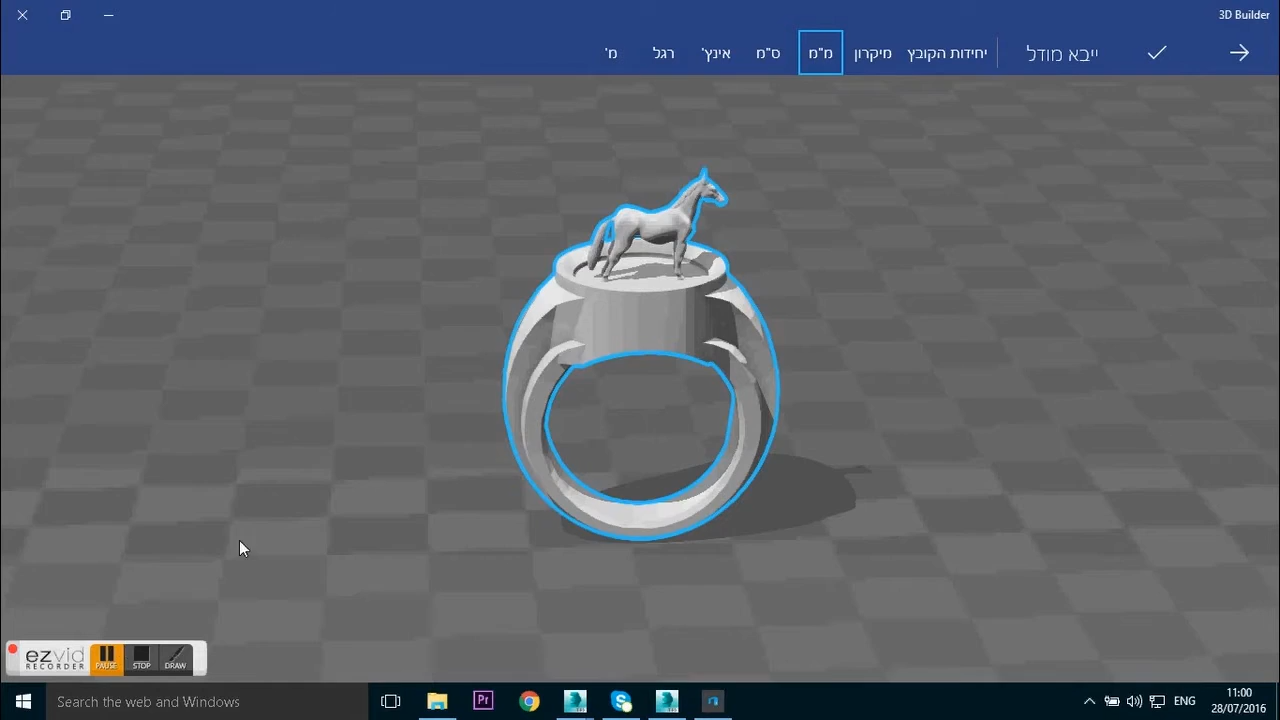 3D Builder
ייבא מודל יחידות הקובץ מיקרון מ"מ ס"מ אינץ' רגל מ'
ezvid
RECORDER
PAUSE STOP DRAW
Search the web and Windows
Pr
S
ENG
11:00
28/07/2016